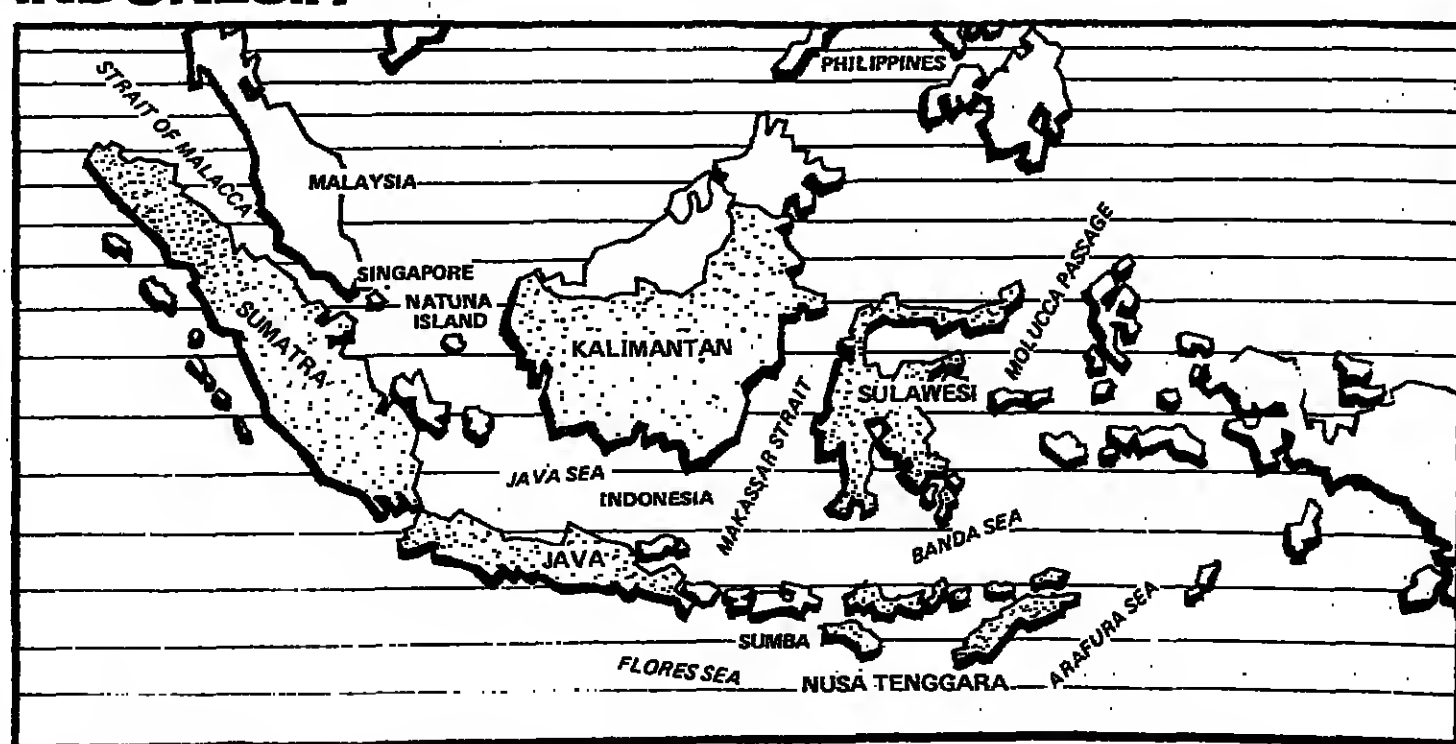 INDONESIA
PHILIPPINES
STRAIT OF MALACCA
MALAYSIA
MOLUCCA PASSAGE
SINGAPORE
NATUNA
ISLAND
SUMATRA
KALIMANTAN
SULAWESI
MAKASSAR STRAIT
JAVA SEA
INDONESIA
BANDA SEA
JAVA
ARAFURA SEA
SUMBA
FLORES SEA
NUSA TENGGARA